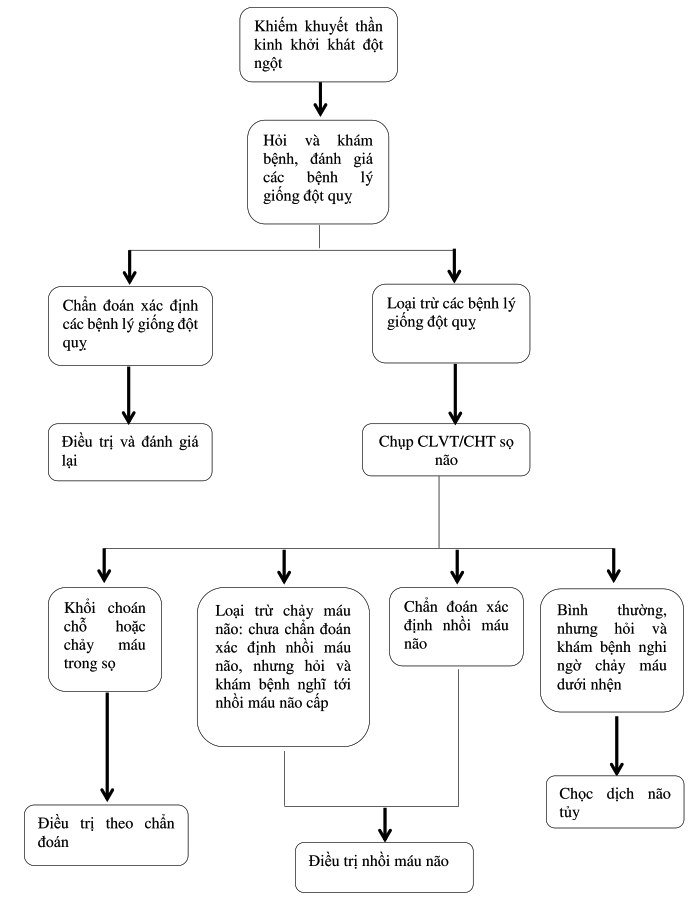 Khiếm khuyết thần
kinh khởi khát đột
ngột
Hỏi và khám
bệnh, đánh giá
các bệnh lý
giống đột quỵ
Chẩn đoán xác định
các bệnh lý giống đột
quỵ
Loại trừ các bệnh lý
giống đột quỵ
Điều trị và đánh giá
lại
Chụp CLVT/CHT sọ
não
Khổi choán
chỗ hoặc
chảy máu
trong sọ
Loại trừ chảy máu
não: chưa chẩn đoán
xác định nhồi máu
não, nhưng hỏi và
khám bệnh nghĩ tới
nhồi máu não cấp
Chẩn đoán xác
định nhồi máu
não
Bình thường,
nhưng hỏi và
khám bệnh nghi
ngờ chảy máu
dưới nhện
Chọc dịch não
tủy
Điều trị theo chẩn
đoán
Điều trị nhồi máu não